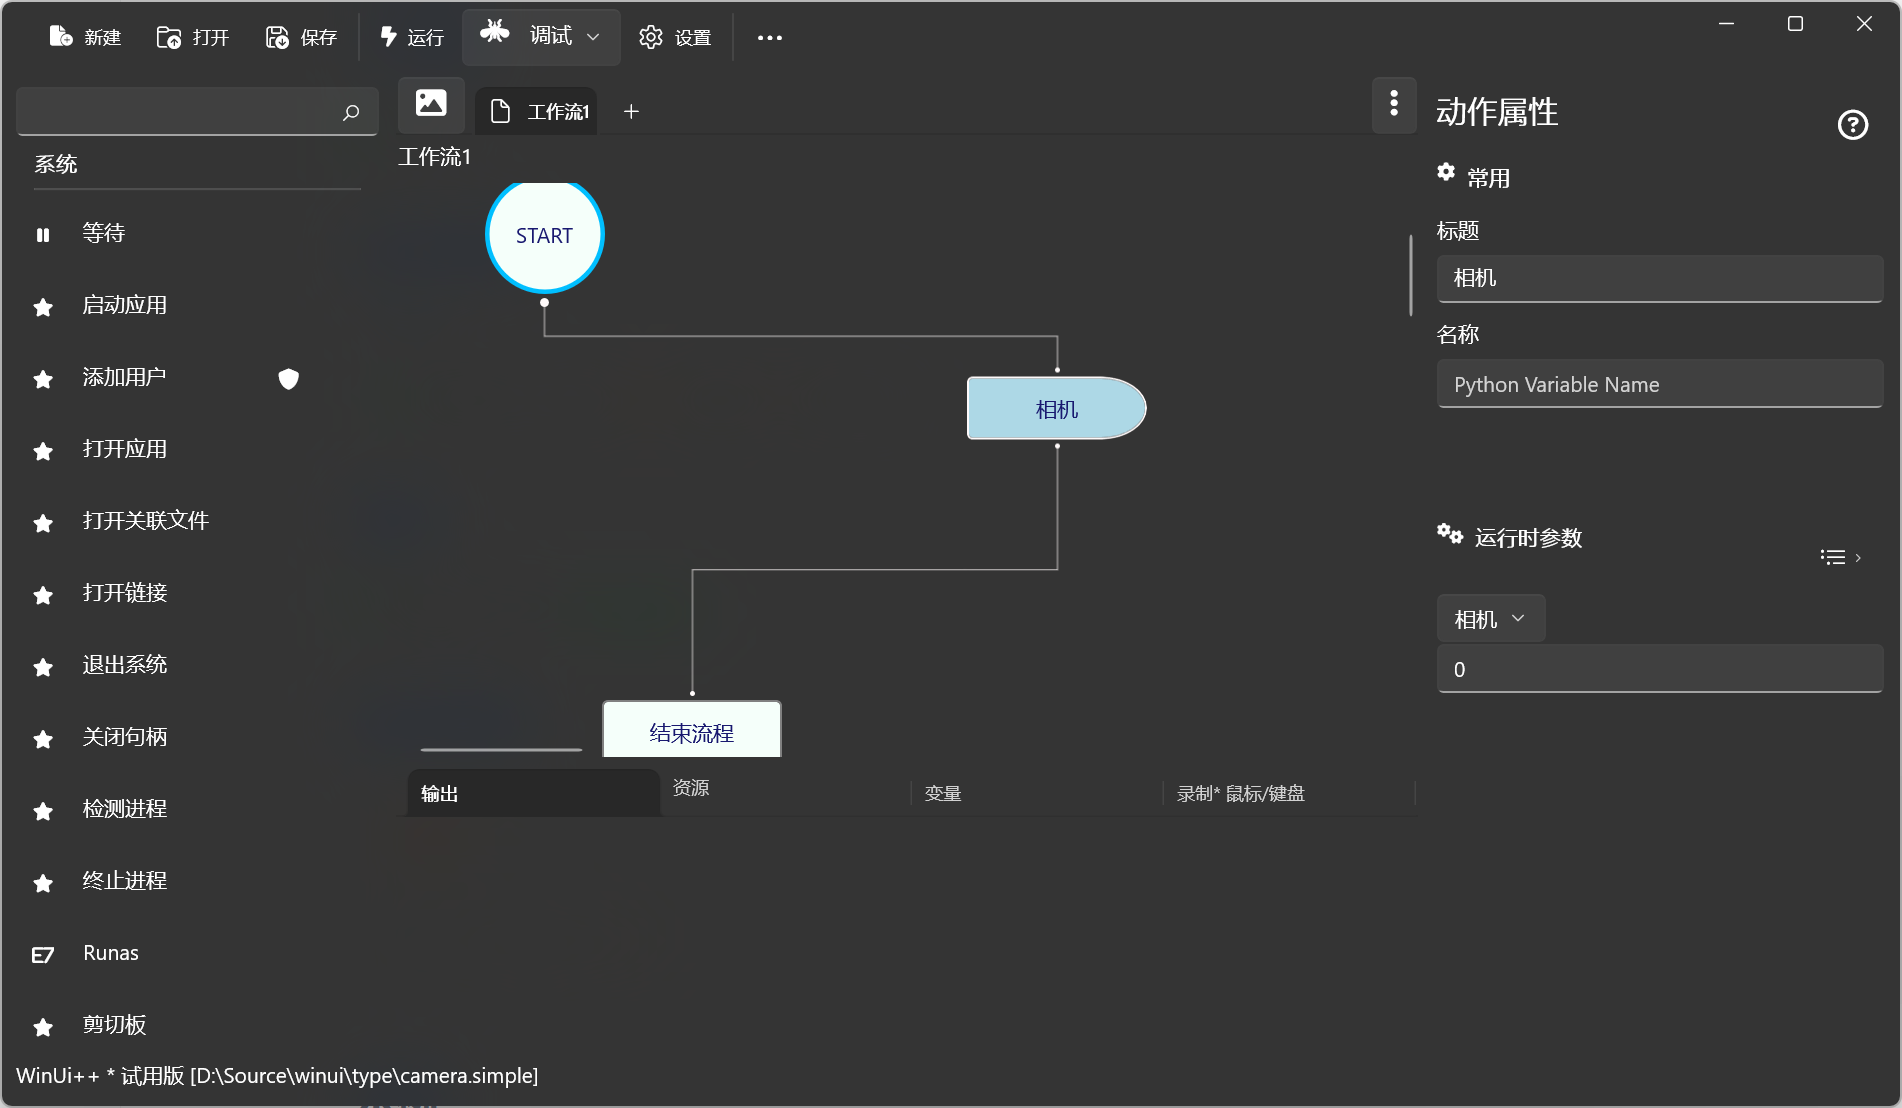 新建
打开
保存
运行
调试
设置
工作流1
工作流1
系统
等待
启动应用
添加用户
打开应用
打开关联文件
打开链接
退出系统
关闭句柄
检测进程
终止进程
Runas
剪切板
START
相机
结束流程
输出
资源
变量
录制* 鼠标/键盘
动作属性
常用
标题
相机
名称
Python Variable Name
运行时参数
相机
0
WinUi++ * 试用版 [D:\Source\winui\type\camera.simple]